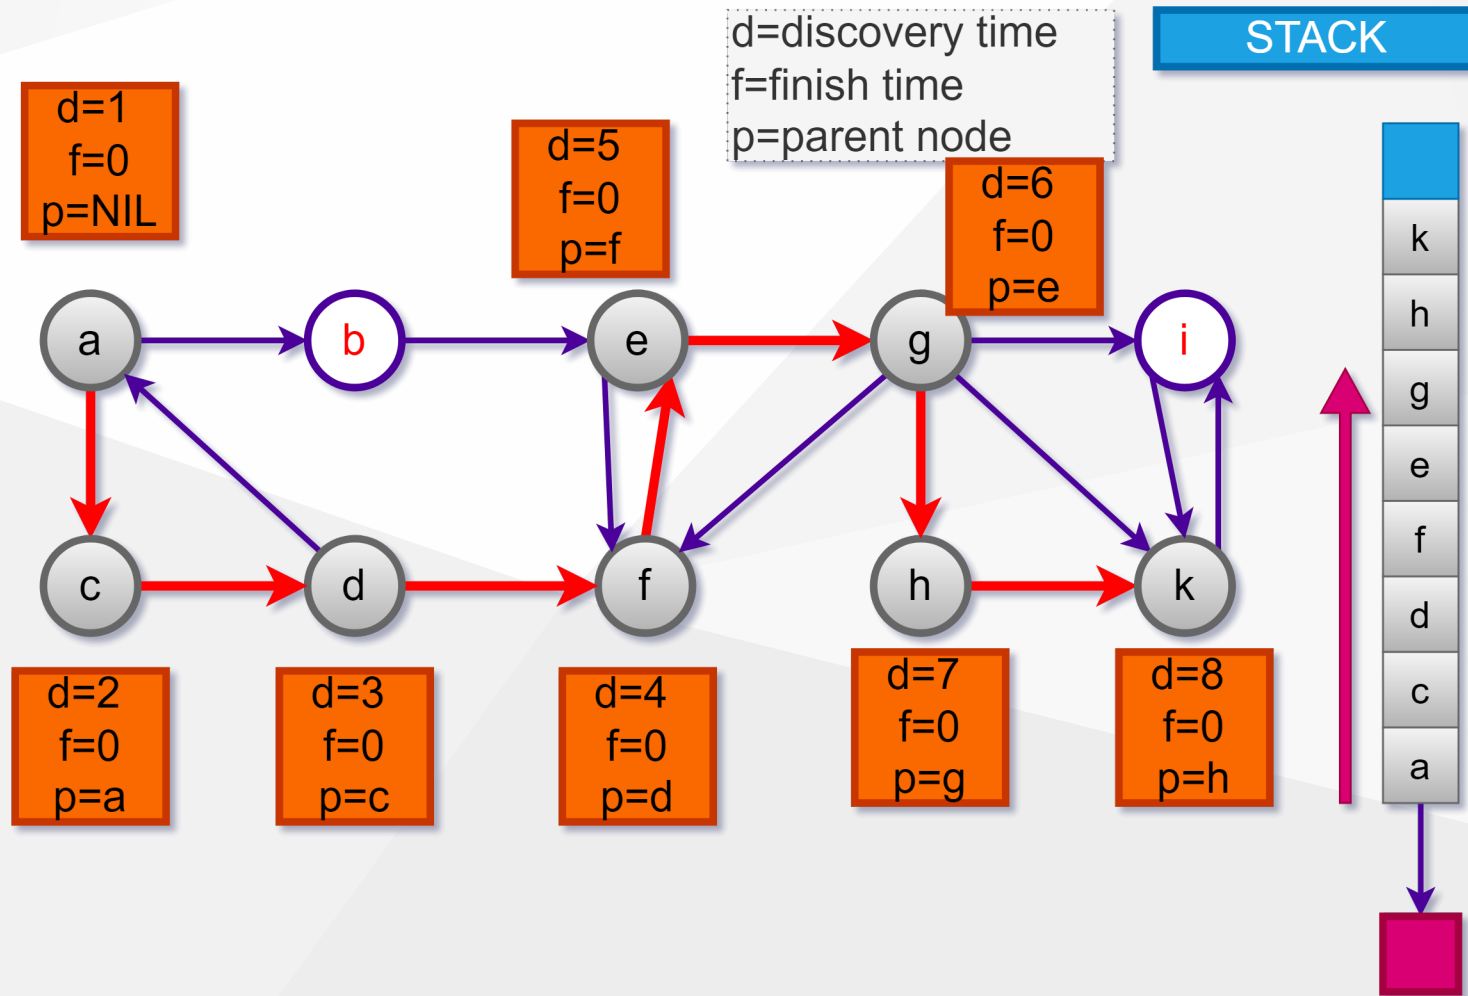 d=discovery time
f=finish time
p=parent node
STACK
d=1
f=0
p=NIL
d=5
f=0
p=f
d=6
f=0
p=e
a
b
e
g
i
c
d
f
h
k
d=2
f=0
p=a
d=3
f=0
p=c
d=4
f=0
p=d
d=7
f=0
p=g
d=8
f=0
p=h
k
h
g
e
f
d
c
a